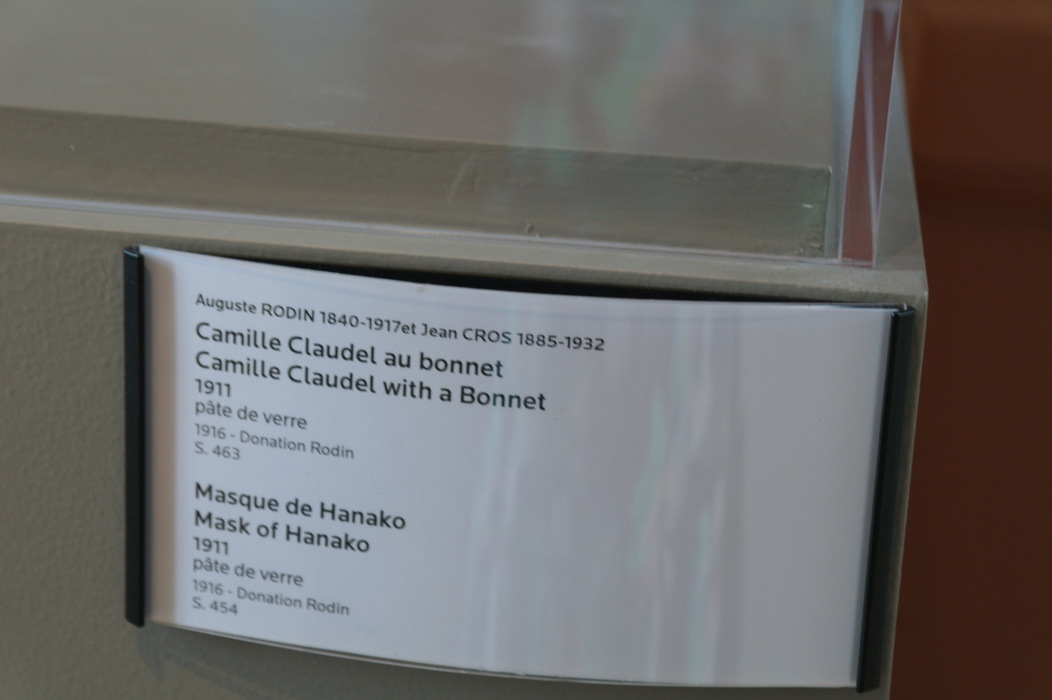 Auguste RODIN 1840-1917et Jean CROS 1885-1932
Camille Claudel au bonnet
Camille Claudel with a Bonnet
1911
pâte de verre
1916 - Donation Rodin
S. 463
Masque de Hanako
Mask of Hanako
1911
pâte de verre
1916 - Donation Rodin
S. 454